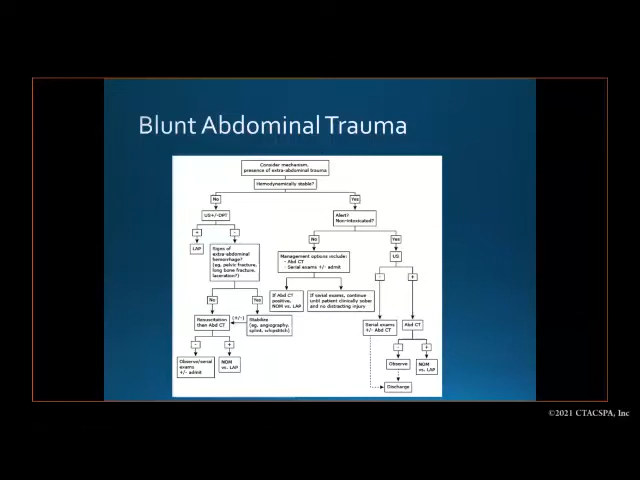 Blunt Abdominal Trauma
Consider mechanism,
presence of extra-abdominal trauma
Hemodynamically stable?
No
Yes
US+/-DPT
Alert?
Non-intoxicated?
+
-
No
Yes
LAP
Signs of
extra-abdominal
hemorrhage?
(eg, pelvic fracture,
long bone fracture,
laceration?)
Management options include:
- Abd CT
- Serial exams +/- admit
US
-
+
No
Yes
If Abd CT
positive,
NOM vs. LAP
If serial exams, continue
until patient clinically sober
and no distracting injury
Resuscitation
then Abd CT
(+/-)
Stabilize
(eg, angiography,
splint, whipstitch)
Serial exams
+/- Abd CT
Abd CT
-
+
-
+
Observe/serial
exams
+/- admit
NOM
vs. LAP
Observe
NOM
vs. LAP
Discharge
©2021 CTACSPA, Inc